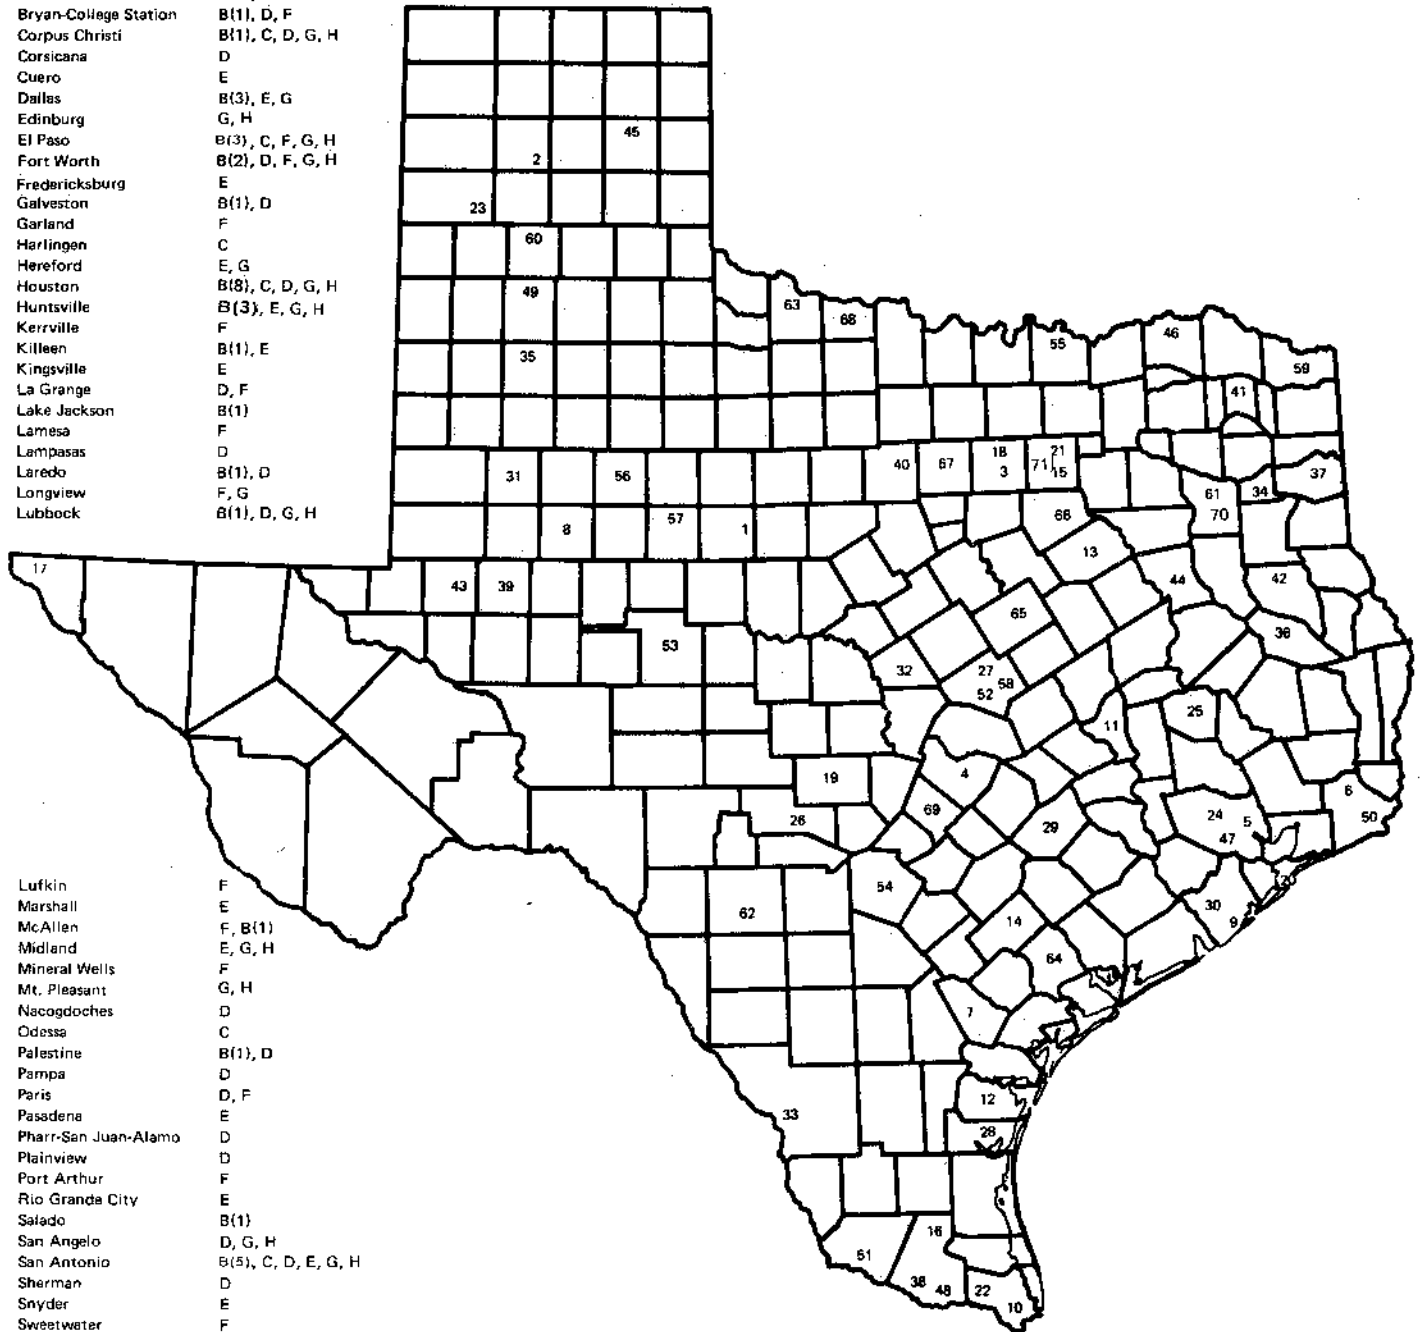 Bryan-College Station B(1), D, F
Corpus Christi B(1), C, D, G, H
Corsicana D
Cuero E
Dallas B(3), E, G
Edinburg G, H
El Paso B(3), C, F, G, H
Fort Worth B(2), D, F, G, H
Fredericksburg E
Galveston B(1), D
Garland F
Harlingen C
Hereford E, G
Houston B(8), C, D, G, H
Huntsville B(3), E, G, H
Kerrville F
Killeen B(1), E
Kingsville E
La Grange D, F
Lake Jackson B(1)
Lamesa F
Lampasas D
Laredo B(1), D
Longview F, G
Lubbock B(1), D, G, H
45
2
23
60
49
63
68
46
55
35
59
41
18
21
40
67
3
71
15
37
31
56
61
34
57
66
70
8
1
13
17
43
39
44
42
65
36
53
32
27
58
52
25
11
4
19
6
69
26
24
5
50
29
47
54
30
62
14
9
64
7
12
33
28
16
51
38
48
22
10
Lufkin F
Marshall E
McAllen F, B(1)
Midland E, G, H
Mineral Wells F
Mt. Pleasant G, H
Nacogdoches D
Odessa C
Palestine B(1), D
Pampa D
Paris D, F
Pasadena E
Pharr-San Juan-Alamo D
Plainview D
Port Arthur F
Rio Grande City E
Salado B(1)
San Angelo D, G, H
San Antonio B(5), C, D, E, G, H
Sherman D
Snyder E
Sweetwater F